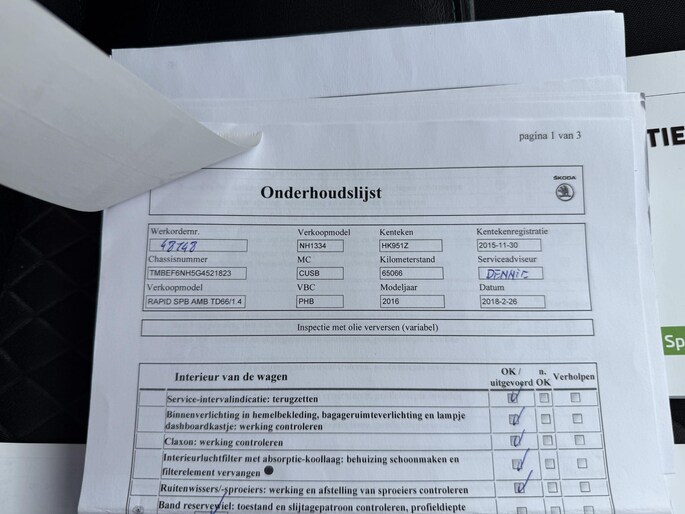 pagina 1 van 3
TIE
Onderhoudslijst
ŠKODA
Werkordernr. Verkoopmodel Kenteken Kentekenregistratie
48748 NH1334 HK951Z 2015-11-30
Chassisnummer MC Kilometerstand Serviceadviseur
TMBEF6NH5G4521823 CUSB 65066 DENNIS
Verkoopmodel VBC Modeljaar Datum
RAPID SPB AMB TD66/1.4 PHB 2016 2018-2-26
Inspectie met olie verversen (variabel)
Sp
Interieur van de wagen OK / uitgevoerd n. OK Verholpen
Service-intervalindicatie: terugzetten
Binnenverlichting in hemelbekleding, bagageruimteverlichting en lampje
dashboardkastje: werking controleren
Claxon: werking controleren
Interieurluchtfilter met absorptie-koollaag: behuizing schoonmaken en
filterelement vervangen
Ruitenwissers/-sproeiers: werking en afstelling van sproeiers controleren
Band reservewiel: toestand en slijtagepatroon controleren, profieldiepte